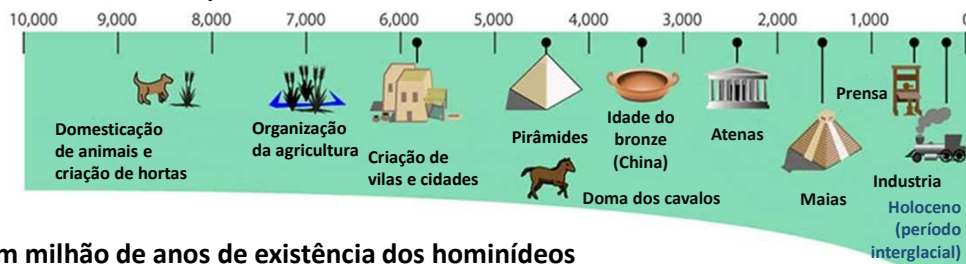 10,000 9,000 8,000 7,000 6,000 5,000 4,000 3,000 2,000 1,000
Domesticação
de animais e
criação de hortas
Organização
da agricultura
Criação de
vilas e cidades
Pirâmides
Doma dos cavalos
Idade do
bronze
(China)
Atenas
Maias
Prensa
Industria
Holoceno
(período
interglacial)
milhão de anos de existência dos hominídeos